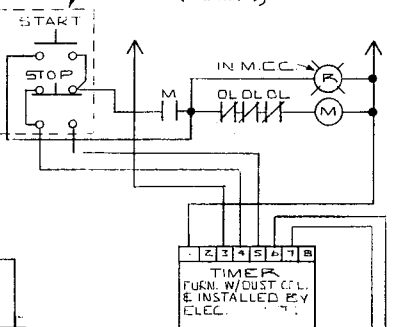 START
STOP
IN M.C.C.
R
M
OL OL OL
M
1 2 3 4 5 6 7 8
TIMER
FURN. W/DUST COL.
& INSTALLED BY
ELEC.